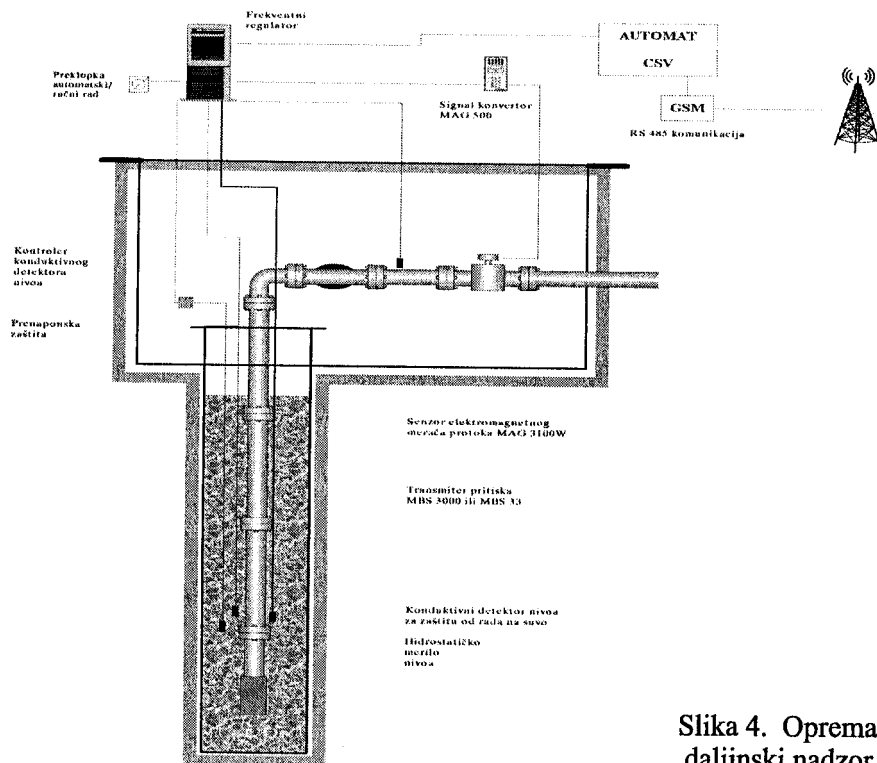 Frekventni
regulator
AUTOMAT
CSV
Preklopka
automatski/
ručni rad
Signal konvertor
MAG 500
GSM
RS 485 komunikacija
Kontroler
konduktivnog
detektora
nivoa
Prenaponska
zaštita
Senzor elektromagnetnog
merača protoka MAG 3100W
Transmiter pritiska
MBS 3000 ili MBS 33
Konduktivni detektor nivoa
za zaštitu od rada na suvo
Hidrostatičko
merilo
nivoa
Slika 4. Oprema
daljinski nadzor